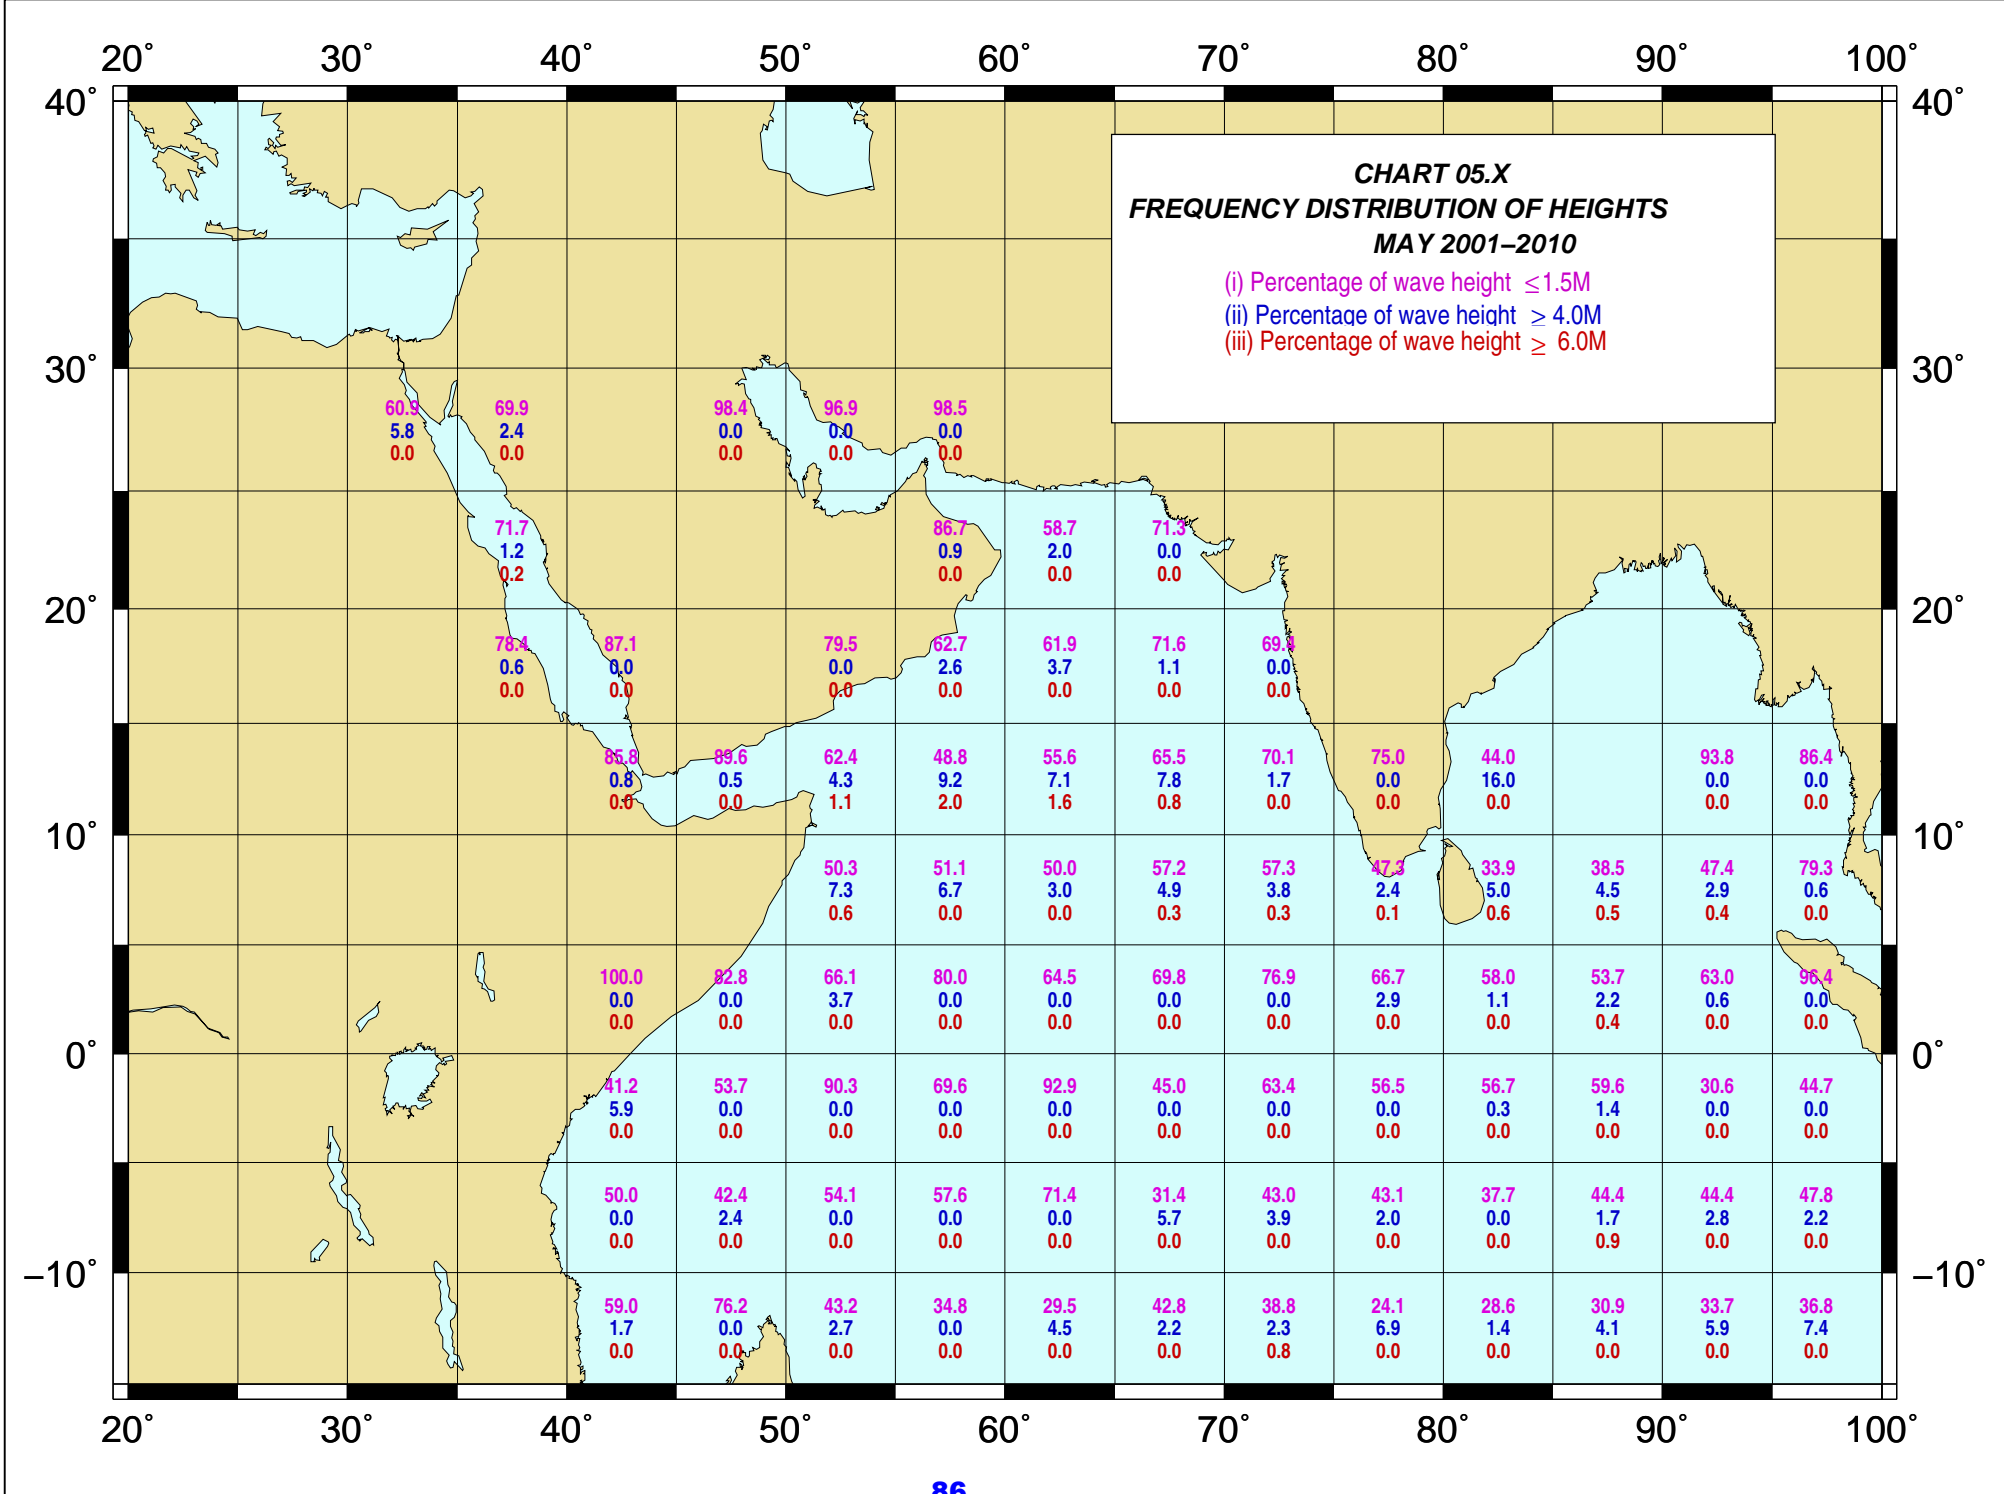 20° 30° 40° 50° 60° 70° 80° 90° 100°
40° 40°
CHART 05.X
FREQUENCY DISTRIBUTION OF HEIGHTS
MAY 2001–2010
(i) Percentage of wave height ≤1.5M
(ii) Percentage of wave height ≥ 4.0M
(iii) Percentage of wave height ≥ 6.0M
30° 30°
60.9 69.9 98.4 96.9 98.5
5.8 2.4 0.0 0.0 0.0
0.0 0.0 0.0 0.0 0.0
71.7 86.7 58.7 71.3
1.2 0.9 2.0 0.0
0.2 0.0 0.0 0.0
20° 20°
78.4 87.1 79.5 62.7 61.9 71.6 69.4
0.6 0.0 0.0 2.6 3.7 1.1 0.0
0.0 0.0 0.0 0.0 0.0 0.0 0.0
85.8 89.6 62.4 48.8 55.6 65.5 70.1 75.0 44.0 93.8 86.4
0.8 0.5 4.3 9.2 7.1 7.8 1.7 0.0 16.0 0.0 0.0
0.0 0.0 1.1 2.0 1.6 0.8 0.0 0.0 0.0 0.0 0.0
10° 10°
50.3 51.1 50.0 57.2 57.3 47.3 33.9 38.5 47.4 79.3
7.3 6.7 3.0 4.9 3.8 2.4 5.0 4.5 2.9 0.6
0.6 0.0 0.0 0.3 0.3 0.1 0.6 0.5 0.4 0.0
100.0 82.8 66.1 80.0 64.5 69.8 76.9 66.7 58.0 53.7 63.0 96.4
0.0 0.0 3.7 0.0 0.0 0.0 0.0 2.9 1.1 2.2 0.6 0.0
0.0 0.0 0.0 0.0 0.0 0.0 0.0 0.0 0.0 0.4 0.0 0.0
0° 0°
41.2 53.7 90.3 69.6 92.9 45.0 63.4 56.5 56.7 59.6 30.6 44.7
5.9 0.0 0.0 0.0 0.0 0.0 0.0 0.0 0.3 1.4 0.0 0.0
0.0 0.0 0.0 0.0 0.0 0.0 0.0 0.0 0.0 0.0 0.0 0.0
50.0 42.4 54.1 57.6 71.4 31.4 43.0 43.1 37.7 44.4 44.4 47.8
0.0 2.4 0.0 0.0 0.0 5.7 3.9 2.0 0.0 1.7 2.8 2.2
0.0 0.0 0.0 0.0 0.0 0.0 0.0 0.0 0.0 0.9 0.0 0.0
–10° –10°
59.0 76.2 43.2 34.8 29.5 42.8 38.8 24.1 28.6 30.9 33.7 36.8
1.7 0.0 2.7 0.0 4.5 2.2 2.3 6.9 1.4 4.1 5.9 7.4
0.0 0.0 0.0 0.0 0.0 0.0 0.8 0.0 0.0 0.0 0.0 0.0
20° 30° 40° 50° 60° 70° 80° 90° 100°
86